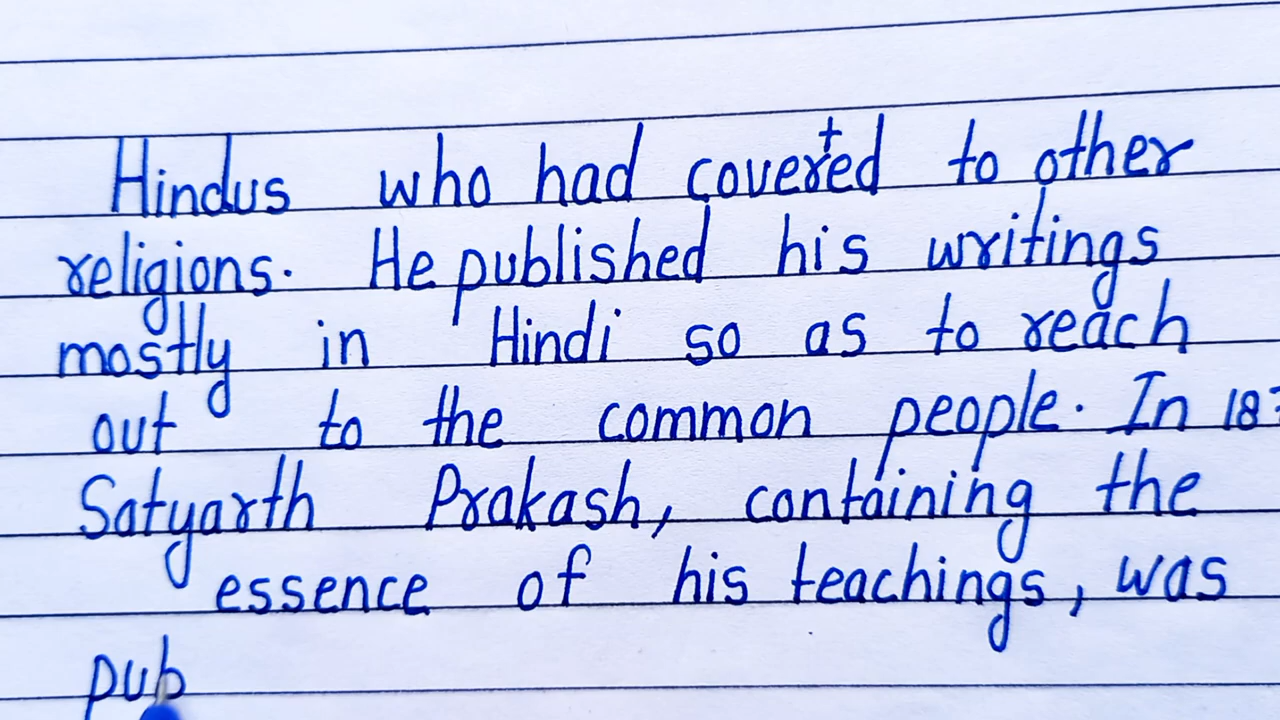 Hindus who had coverted to other
religions. He published his writings
mostly in Hindi so as to reach
out to the common people. In 18
Satyarth Prakash, containing the
essence of his teachings, was
pub